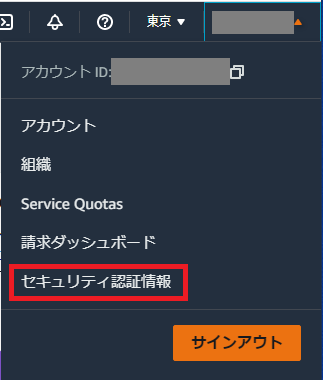 東京
アカウント ID:
アカウント
組織
Service Quotas
請求ダッシュボード
セキュリティ認証情報
サインアウト